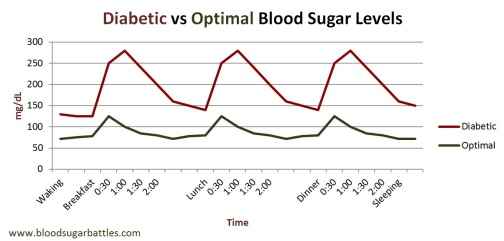 Diabetic vs Optimal Blood Sugar Levels
300
250
200
150
100
50
0
mg/dL
Waking
Breakfast
0:30
1:00
1:30
2:00
Lunch
0:30
1:00
1:30
2:00
Dinner
0:30
1:00
1:30
2:00
Sleeping
Time
Diabetic
Optimal
www.bloodsugarbattles.com